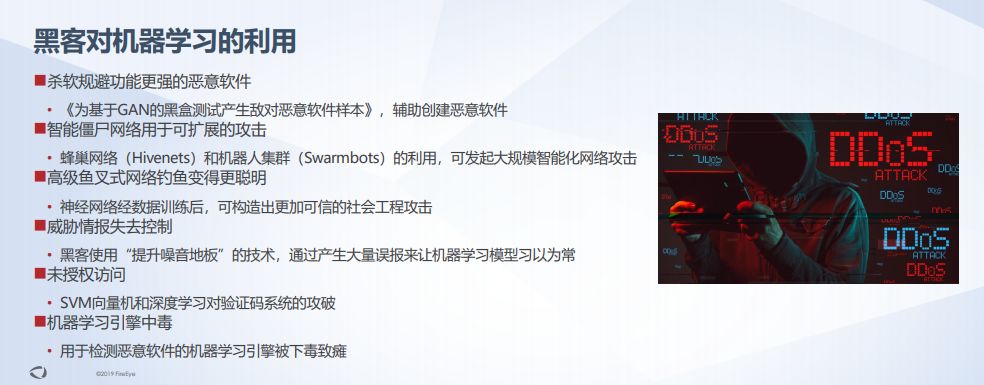 黑客对机器学习的利用
杀软规避功能更强的恶意软件
• 《为基于GAN的黑盒测试产生敌对恶意软件样本》，辅助创建恶意软件
智能僵尸网络用于可扩展的攻击
• 蜂巢网络（Hivenets）和机器人集群（Swarmbots）的利用，可发起大规模智能化网络攻击
高级鱼叉式网络钓鱼变得更聪明
• 神经网络经数据训练后，可构造出更加可信的社会工程攻击
威胁情报失去控制
• 黑客使用“提升噪音地板”的技术，通过产生大量误报来让机器学习模型习以为常
未授权访问
• SVM向量机和深度学习对验证码系统的攻破
机器学习引擎中毒
• 用于检测恶意软件的机器学习引擎被下毒致瘫
©2019 FireEye
ATTACK
DDoS
ATTACK
DDoS
DDoS
ATTACK
DDoS
ATTACK
DDoS
ATTACK
DDoS
ATTACK